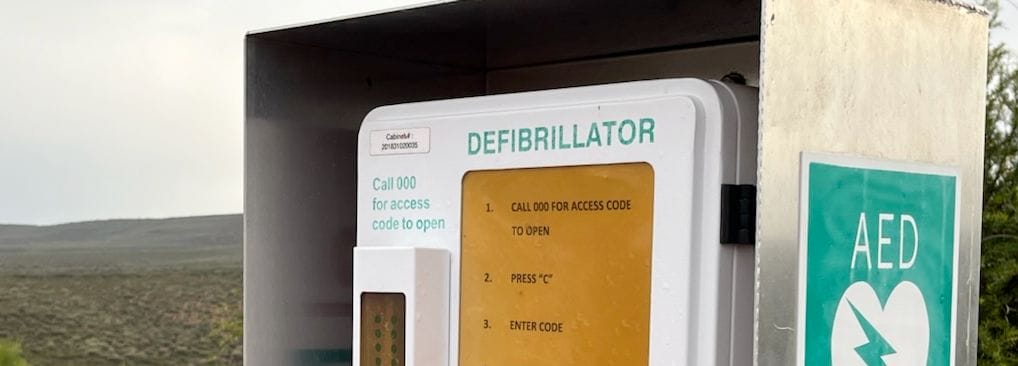 Cabinet# :
201831020035
DEFIBRILLATOR
Call 000
for access
code to open
1. CALL 000 FOR ACCESS CODE
TO OPEN
2. PRESS “C”
3. ENTER CODE
AED